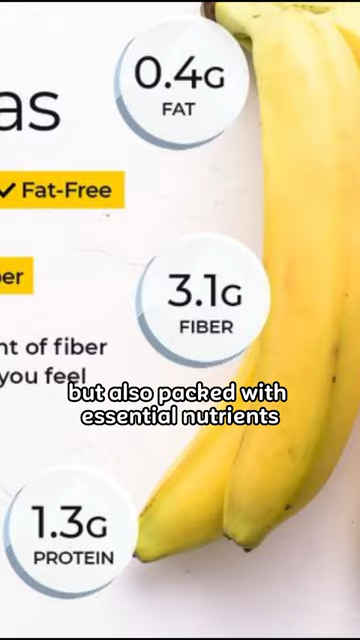 0.4G
FAT
as
✓ Fat-Free
er
3.1G
FIBER
nt of fiber
you feel
but also packed with
essential nutrients
1.3G
PROTEIN